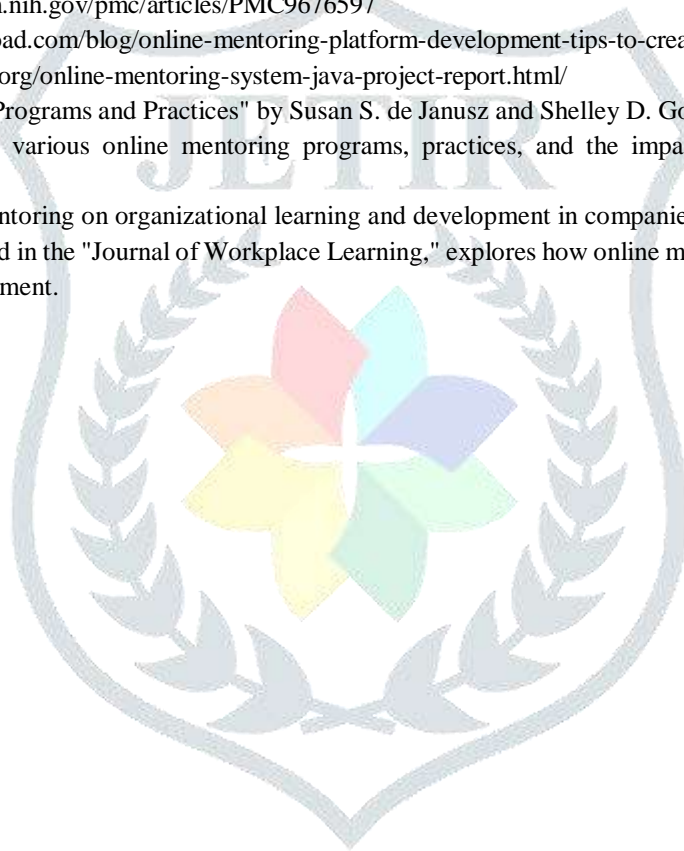 n.nih.gov/pmc/articles/PMC9676597
oad.com/blog/online-mentoring-platform-development-tips-to-crea
org/online-mentoring-system-java-project-report.html/
Programs and Practices" by Susan S. de Janusz and Shelley D. Go
various online mentoring programs, practices, and the impa
ntoring on organizational learning and development in companie
d in the "Journal of Workplace Learning," explores how online m
ment.
JETIR